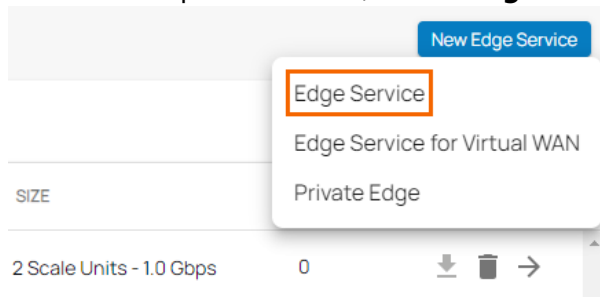 New Edge Service
Edge Service
Edge Service for Virtual WAN
Private Edge
SIZE
2 Scale Units - 1.0 Gbps 0